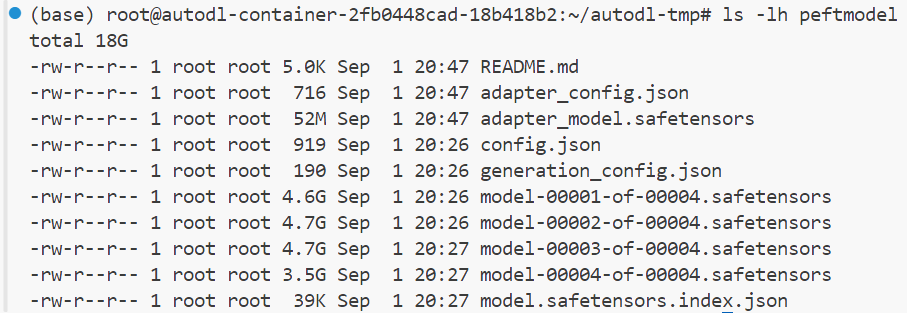 (base) root@autodl-container-2fb0448cad-18b418b2:~/autodl-tmp# ls -lh peftmodel
total 18G
-rw-r--r-- 1 root root 5.0K Sep  1 20:47 README.md
-rw-r--r-- 1 root root  716 Sep  1 20:47 adapter_config.json
-rw-r--r-- 1 root root  52M Sep  1 20:47 adapter_model.safetensors
-rw-r--r-- 1 root root  919 Sep  1 20:26 config.json
-rw-r--r-- 1 root root  190 Sep  1 20:26 generation_config.json
-rw-r--r-- 1 root root 4.6G Sep  1 20:26 model-00001-of-00004.safetensors
-rw-r--r-- 1 root root 4.7G Sep  1 20:26 model-00002-of-00004.safetensors
-rw-r--r-- 1 root root 4.7G Sep  1 20:27 model-00003-of-00004.safetensors
-rw-r--r-- 1 root root 3.5G Sep  1 20:27 model-00004-of-00004.safetensors
-rw-r--r-- 1 root root  39K Sep  1 20:27 model.safetensors.index.json